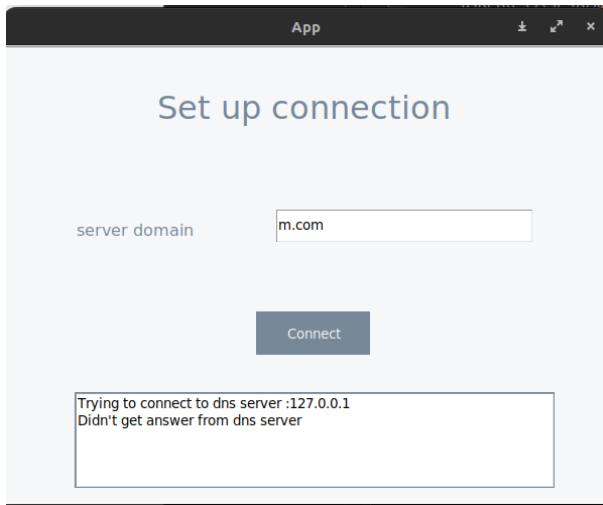 App
Set up connection
server domain
m.com
Connect
Trying to connect to dns server :127.0.0.1
Didn't get answer from dns server